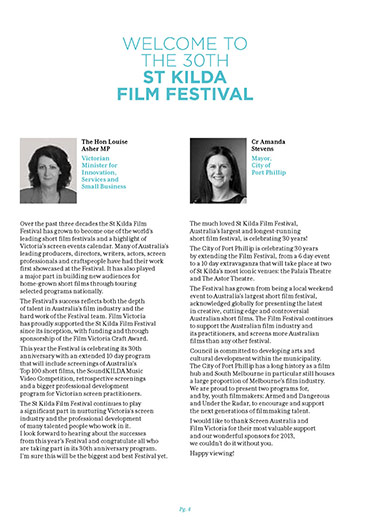 WELCOME TO
THE 30TH
ST KILDA
FILM FESTIVAL
The Hon Louise
Asher MP
Victorian
Minister for
Innovation,
Services and
Small Business
Over the past three decades the St Kilda Film
Festival has grown to become one of the world's
leading short film festivals and a highlight of
Victoria's screen events calendar. Many of Australia's
leading producers, directors, writers, actors, screen
professionals and craftspeople have had their work
first showcased at the Festival. It has also played
a major part in building new audiences for
home-grown short films through touring
selected programs nationally.
The Festival's success reflects both the depth
of talent in Australia's film industry and the
hard work of the Festival team. Film Victoria
has proudly supported the St Kilda Film Festival
since its inception, with funding and through
sponsorship of the Film Victoria Craft Award.
This year the Festival is celebrating its 30th
anniversary with an extended 10 day program
that will include screenings of Australia's
Top 100 short films, the SoundKILDA Music
Video Competition, retrospective screenings
and a bigger professional development
program for Victorian screen practitioners.
The St Kilda Film Festival continues to play
a significant part in nurturing Victoria's screen
industry and the professional development
of many talented people who work in it.
I look forward to hearing about the successes
from this year's Festival and congratulate all who
are taking part in its 30th anniversary program.
I'm sure this will be the biggest and best Festival yet.
Cr Amanda
Stevens
Mayor,
City of
Port Phillip
The much loved St Kilda Film Festival,
Australia's largest and longest-running
short film festival, is celebrating 30 years!
The City of Port Phillip is celebrating 30 years
by extending the Film Festival, from a 6 day event
to a 10 day extravaganza that will take place at two
of St Kilda's most iconic venues: the Palais Theatre
and The Astor Theatre.
The Festival has grown from being a local weekend
event to Australia's largest short film festival,
acknowledged globally for presenting the latest
in creative, cutting edge and controversial
Australian short films. The Film Festival continues
to support the Australian film industry and
its practitioners, and screens more Australian
films than any other festival.
Council is committed to developing arts and
cultural development within the municipality.
The City of Port Phillip has a long history as a film
hub and South Melbourne in particular still houses
a large proportion of Melbourne's film industry.
We are proud to present two programs for,
and by, youth filmmakers: Armed and Dangerous
and Under the Radar, to encourage and support
the next generations of filmmaking talent.
I would like to thank Screen Australia and
Film Victoria for their most valuable support
and our wonderful sponsors for 2013,
we couldn't do it without you.
Happy viewing!
Pg. 4